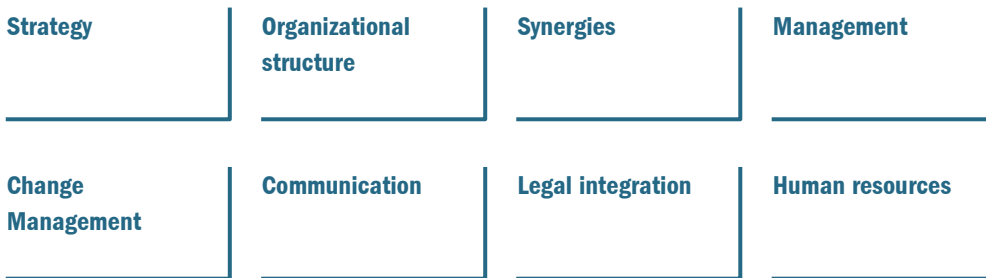 Strategy
Organizational
structure
Synergies
Management
Change
Management
Communication
Legal integration
Human resources